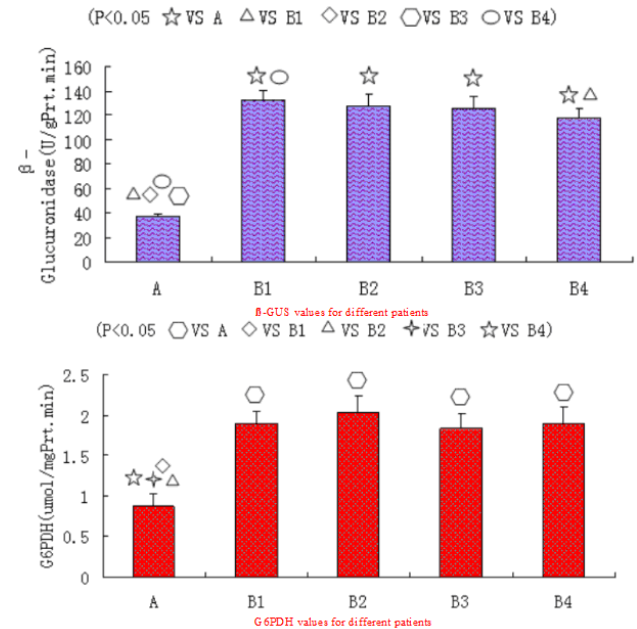 (P<0.05 ☆ VS A △ VS B1 ◇ VS B2 ⬡ VS B3 ○ VS B4)
β-
Glucuronidase(U/gPrt.min)
160
140
120
100
80
60
40
20
0
A B1 B2 B3 B4
β-GUS values for different patients
(P<0.05 ⬡ VS A ◇ VS B1 △ VS B2 ✧ VS B3 ☆ VS B4)
G6PDH(umol/mgPrt.min)
2.5
2
1.5
1
0.5
0
A B1 B2 B3 B4
G6PDH values for different patients